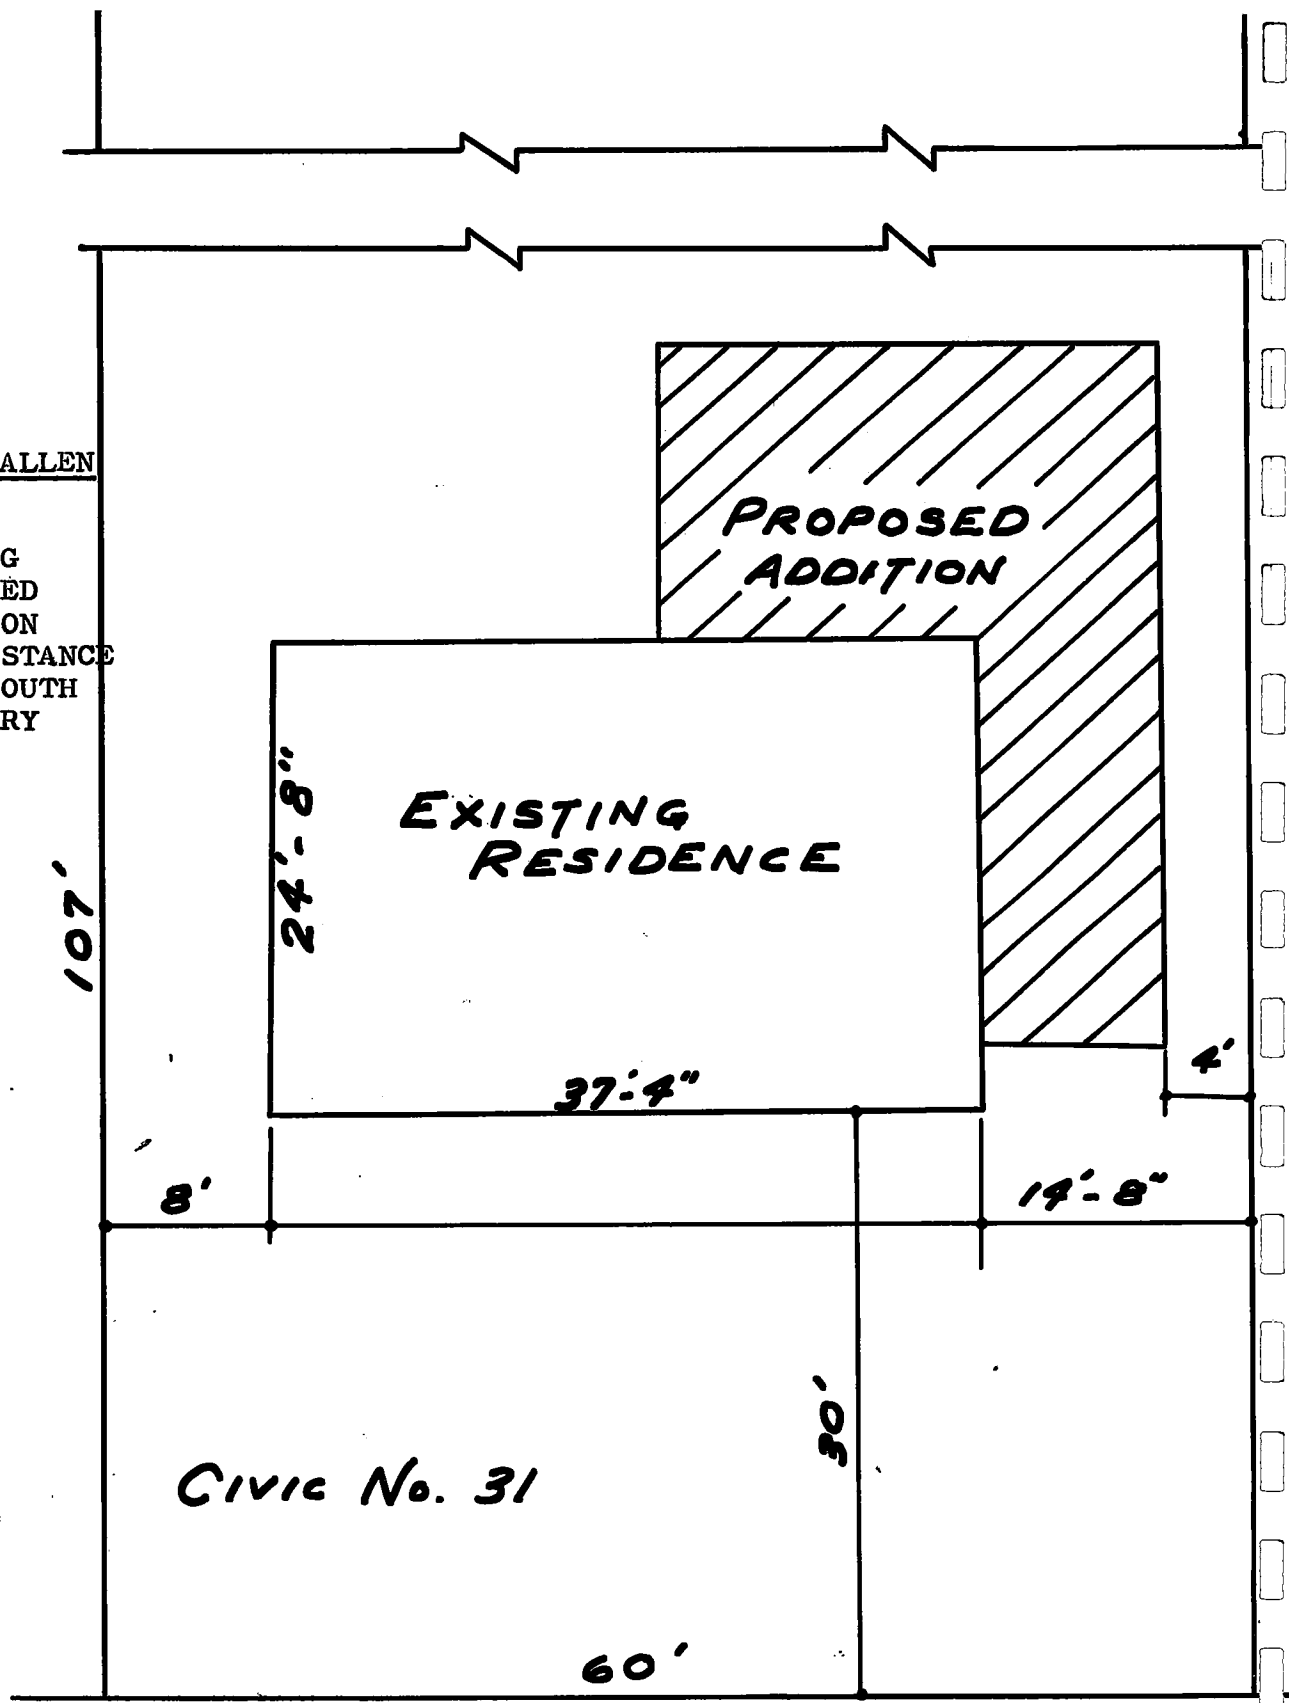 ALLEN
G
ED
ON
STANCE
OUTH
RY
PROPOSED
ADDITION
EXISTING
RESIDENCE
24'-8"
107'
37'-4"
4'
8'
14'-8"
30'
CIVIC No. 31
60'